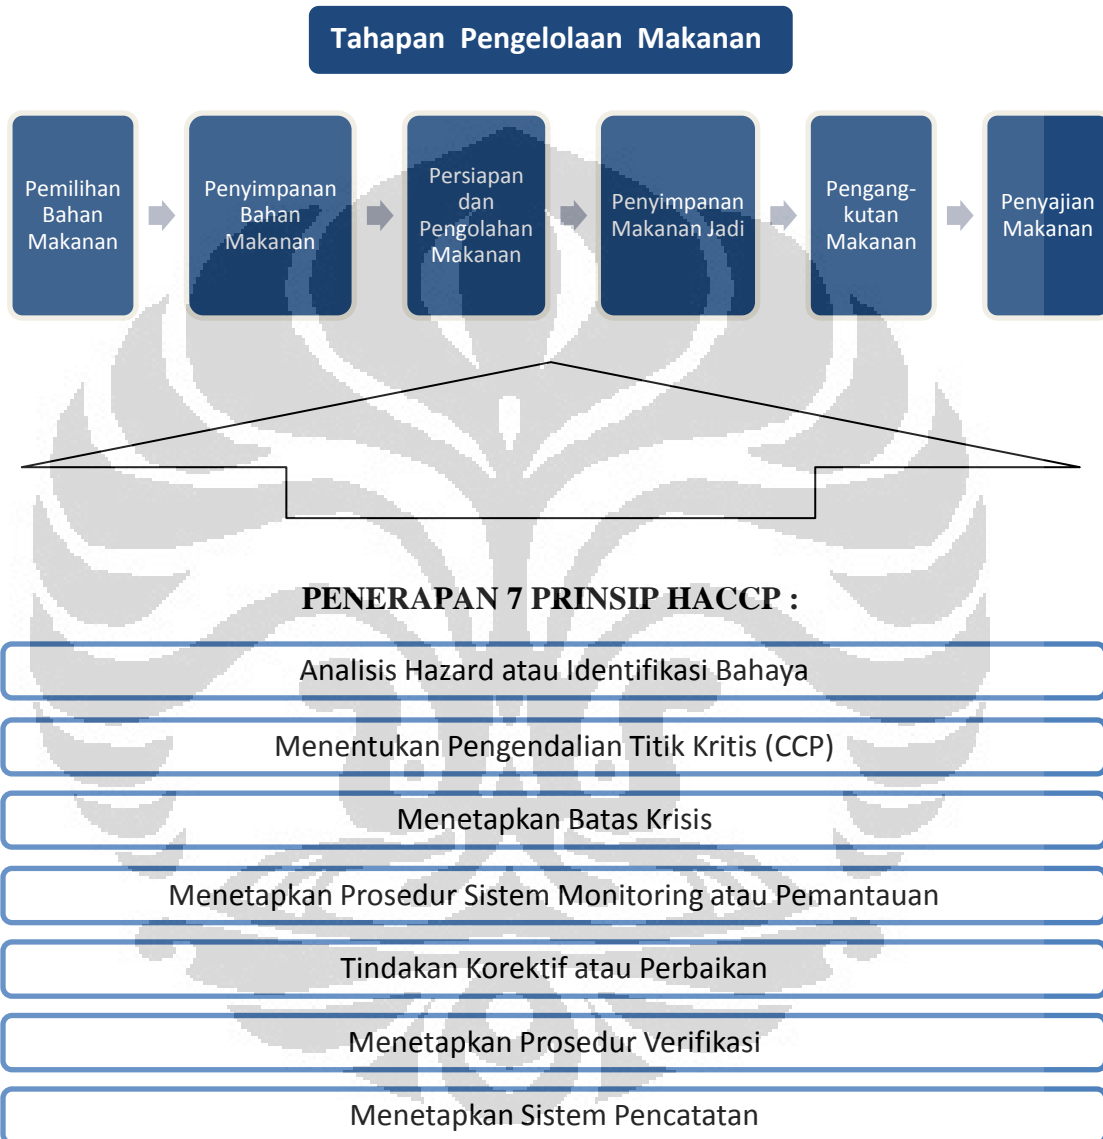 Tahapan Pengelolaan Makanan
Pemilihan
Bahan
Makanan
Penyimpanan
Bahan
Makanan
Persiapan
dan
Pengolahan
Makanan
Penyimpanan
Makanan Jadi
Pengang-
kutan
Makanan
Penyajian
Makanan
PENERAPAN 7 PRINSIP HACCP :
Analisis Hazard atau Identifikasi Bahaya
Menentukan Pengendalian Titik Kritis (CCP)
Menetapkan Batas Krisis
Menetapkan Prosedur Sistem Monitoring atau Pemantauan
Tindakan Korektif atau Perbaikan
Menetapkan Prosedur Verifikasi
Menetapkan Sistem Pencatatan